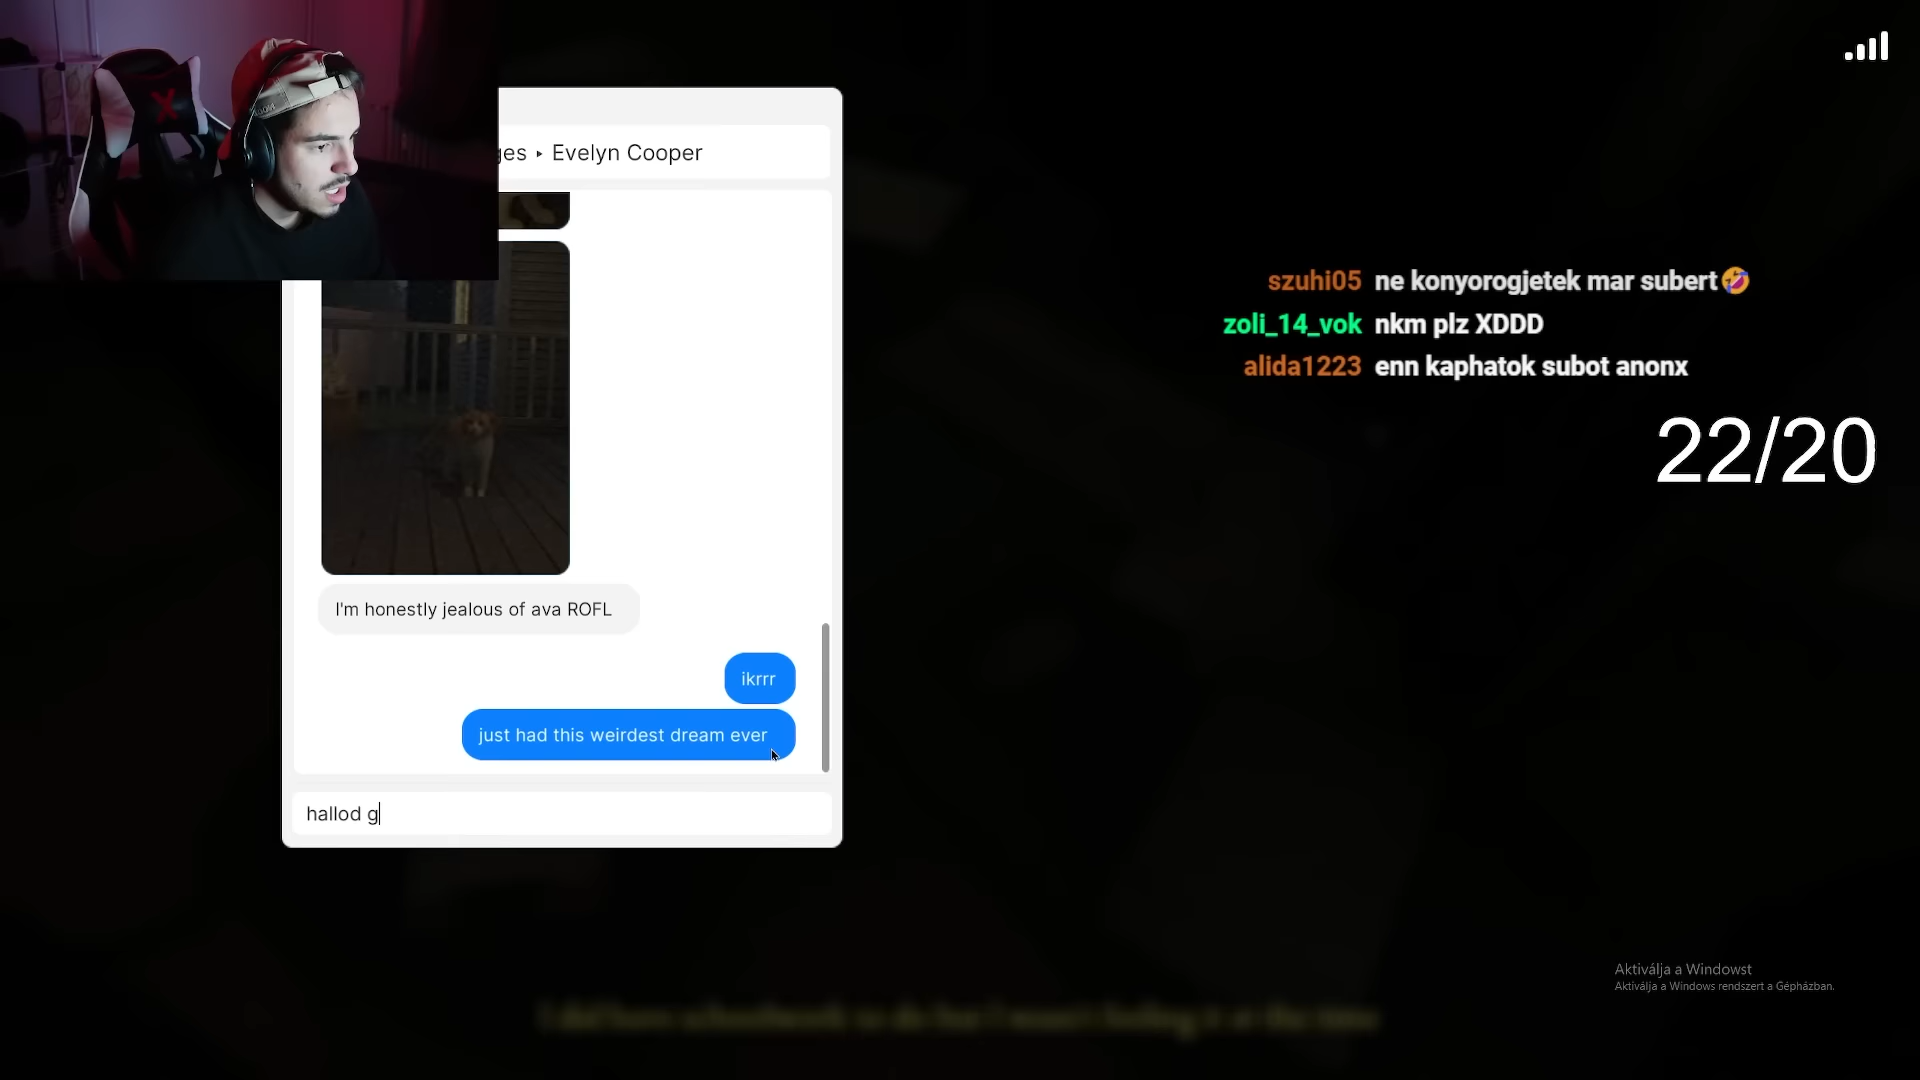 ges ‣ Evelyn Cooper
szuhi05 ne konyorogjetek mar subert🤣
zoli_14_vok nkm plz XDDD
alida1223 enn kaphatok subot anonx
22/20
I'm honestly jealous of ava ROFL
ikrrr
just had this weirdest dream ever
hallod g
Aktiválja a Windowst
Aktiválja a Windows rendszert a Gépházban.